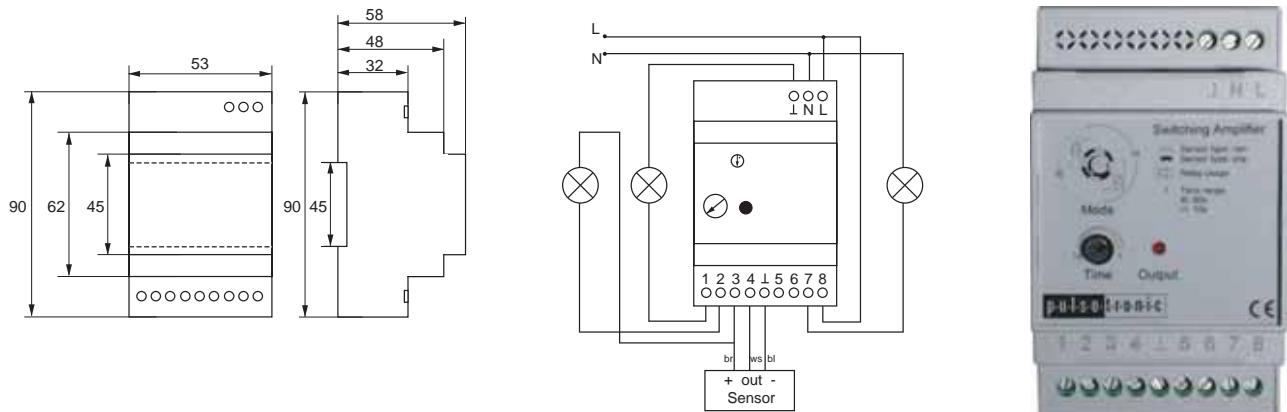 58
48
32
53
90
62
45
90
45
L
N
⊥ N L
1 2 3 4 ⊥ 5 6 7 8
br ws bl
+ out -
Sensor
⊥ N L
Switching Amplifier
Mode
Time Output
pulsotronic CE
1 2 3 4 ⊥ 5 6 7 8